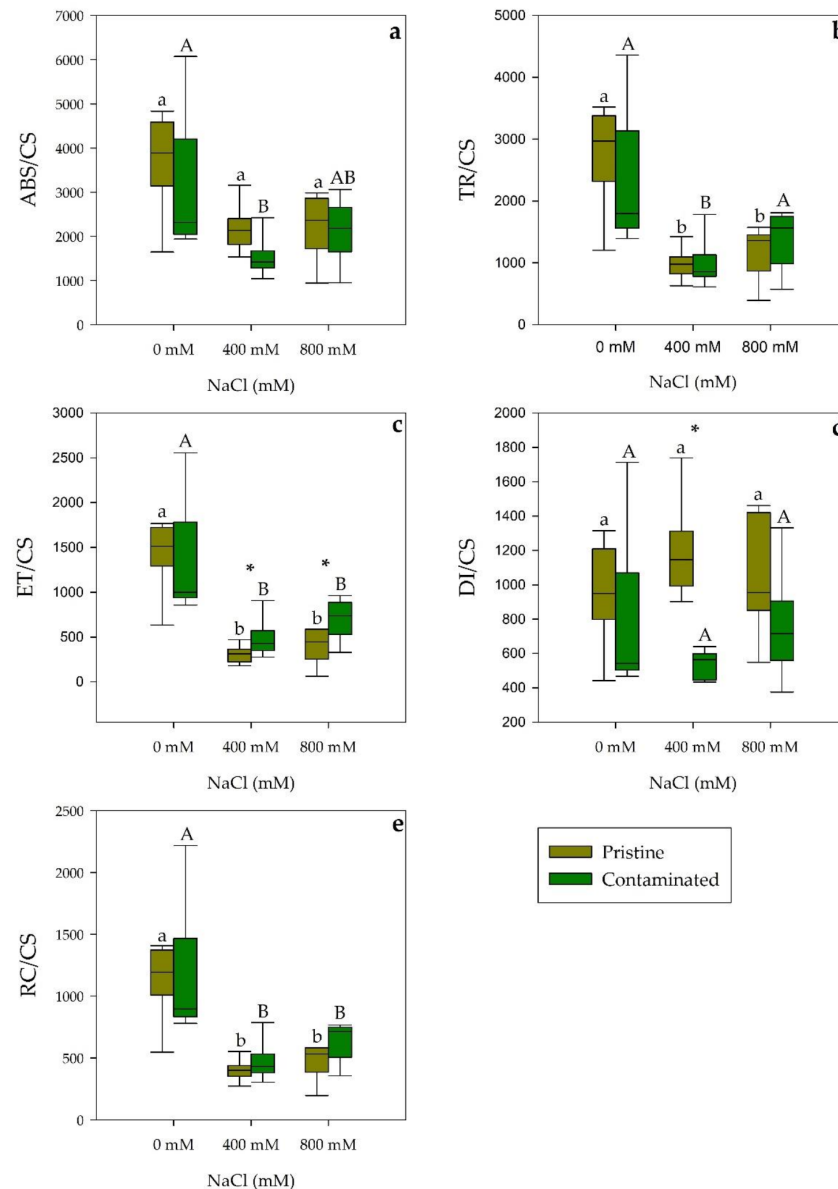 a
7000
6000
5000
4000
3000
2000
1000
0
ABS/CS
a A
a B
a AB
0 mM 400 mM 800 mM
NaCl (mM)
b
5000
4000
3000
2000
1000
0
TR/CS
a A
b B
b A
0 mM 400 mM 800 mM
NaCl (mM)
c
3000
2500
2000
1500
1000
500
0
ET/CS
a A
* b B
* b B
0 mM 400 mM 800 mM
NaCl (mM)
2000
1800
1600
1400
1200
1000
800
600
400
200
DI/CS
a A
* a A
a A
0 mM 400 mM 800 mM
NaCl (mM)
e
2500
2000
1500
1000
500
0
RC/CS
a A
b B
b B
0 mM 400 mM 800 mM
NaCl (mM)
Pristine
Contaminated